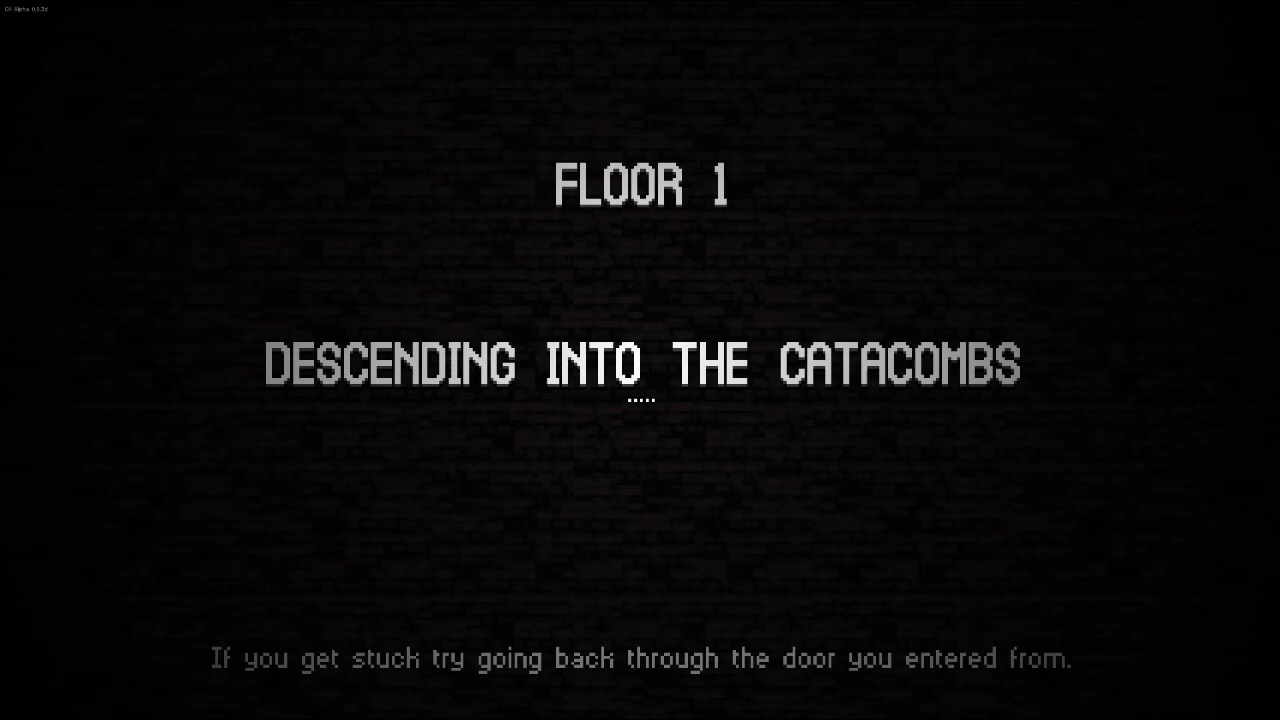 FLOOR 1
DESCENDING INTO THE CATACOMBS
.....
If you get stuck try going back through the door you entered from.